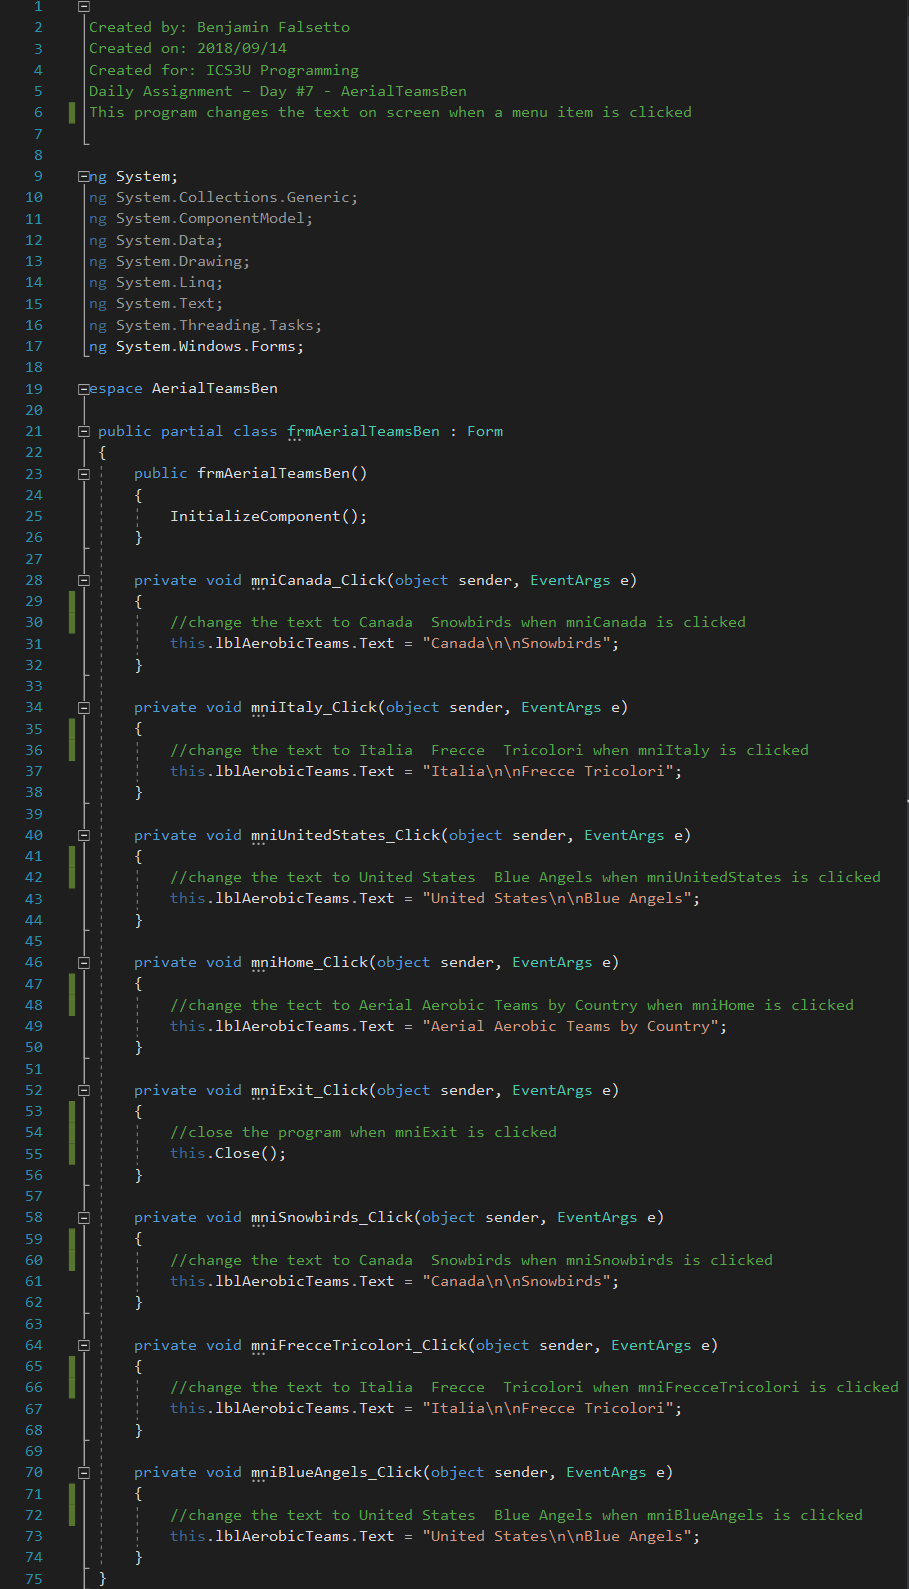 1
2 Created by: Benjamin Falsetto
3 Created on: 2018/09/14
4 Created for: ICS3U Programming
5 Daily Assignment – Day #7 - AerialTeamsBen
6 This program changes the text on screen when a menu item is clicked
7
8
9 ng System;
10 ng System.Collections.Generic;
11 ng System.ComponentModel;
12 ng System.Data;
13 ng System.Drawing;
14 ng System.Linq;
15 ng System.Text;
16 ng System.Threading.Tasks;
17 ng System.Windows.Forms;
18
19 espace AerialTeamsBen
20
21 public partial class frmAerialTeamsBen : Form
22 {
23 public frmAerialTeamsBen()
24 {
25 InitializeComponent();
26 }
27
28 private void mniCanada_Click(object sender, EventArgs e)
29 {
30 //change the text to Canada  Snowbirds when mniCanada is clicked
31 this.lblAerobicTeams.Text = "Canada\n\nSnowbirds";
32 }
33
34 private void mniItaly_Click(object sender, EventArgs e)
35 {
36 //change the text to Italia  Frecce  Tricolori when mniItaly is clicked
37 this.lblAerobicTeams.Text = "Italia\n\nFrecce Tricolori";
38 }
39
40 private void mniUnitedStates_Click(object sender, EventArgs e)
41 {
42 //change the text to United States  Blue Angels when mniUnitedStates is clicked
43 this.lblAerobicTeams.Text = "United States\n\nBlue Angels";
44 }
45
46 private void mniHome_Click(object sender, EventArgs e)
47 {
48 //change the tect to Aerial Aerobic Teams by Country when mniHome is clicked
49 this.lblAerobicTeams.Text = "Aerial Aerobic Teams by Country";
50 }
51
52 private void mniExit_Click(object sender, EventArgs e)
53 {
54 //close the program when mniExit is clicked
55 this.Close();
56 }
57
58 private void mniSnowbirds_Click(object sender, EventArgs e)
59 {
60 //change the text to Canada  Snowbirds when mniSnowbirds is clicked
61 this.lblAerobicTeams.Text = "Canada\n\nSnowbirds";
62 }
63
64 private void mniFrecceTricolori_Click(object sender, EventArgs e)
65 {
66 //change the text to Italia  Frecce  Tricolori when mniFrecceTricolori is clicked
67 this.lblAerobicTeams.Text = "Italia\n\nFrecce Tricolori";
68 }
69
70 private void mniBlueAngels_Click(object sender, EventArgs e)
71 {
72 //change the text to United States  Blue Angels when mniBlueAngels is clicked
73 this.lblAerobicTeams.Text = "United States\n\nBlue Angels";
74 }
75 }